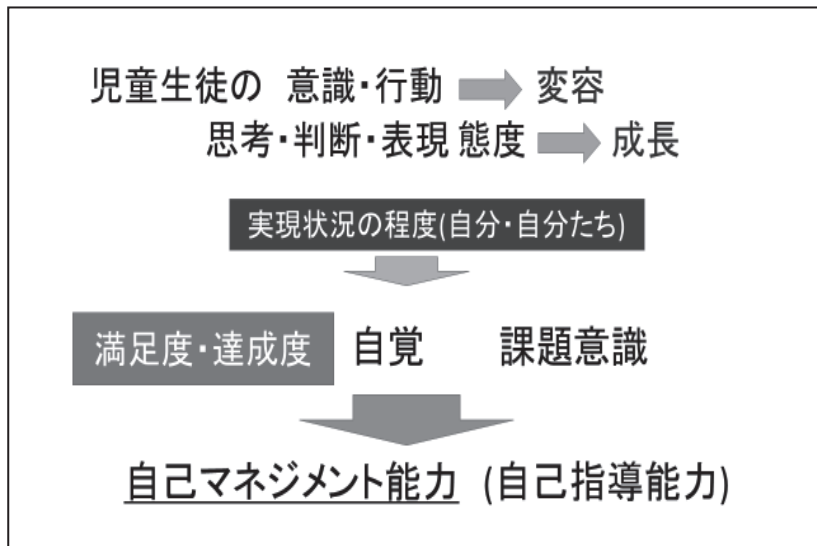 児童生徒の 意識・行動 変容
思考・判断・表現 態度 成長
実現状況の程度(自分・自分たち)
満足度・達成度 自覚 課題意識
自己マネジメント能力 (自己指導能力)